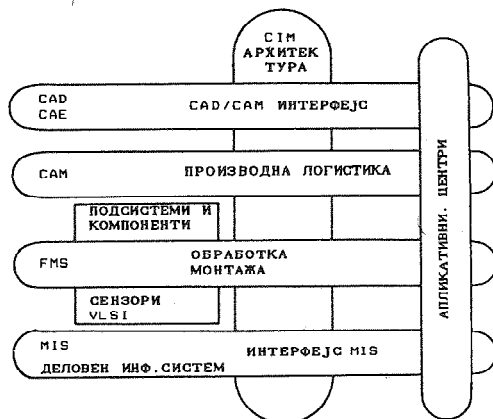 CIM
АРХИТЕК
ТУРА
CAD
CAE
CAD/CAM ИНТЕРФЕЈС
CAM
ПРОИЗВОДНА ЛОГИСТИКА
ПОДСИСТЕМИ И
КОМПОНЕНТИ
FMS
ОБРАБОТКА
МОНТАЖА
СЕНЗОРИ
VLSI
MIS
ИНТЕРФЕЈС MIS
ДЕЛОВЕН ИНФ.СИСТЕМ
АПЛИКАТИВНИ. ЦЕНТРИ